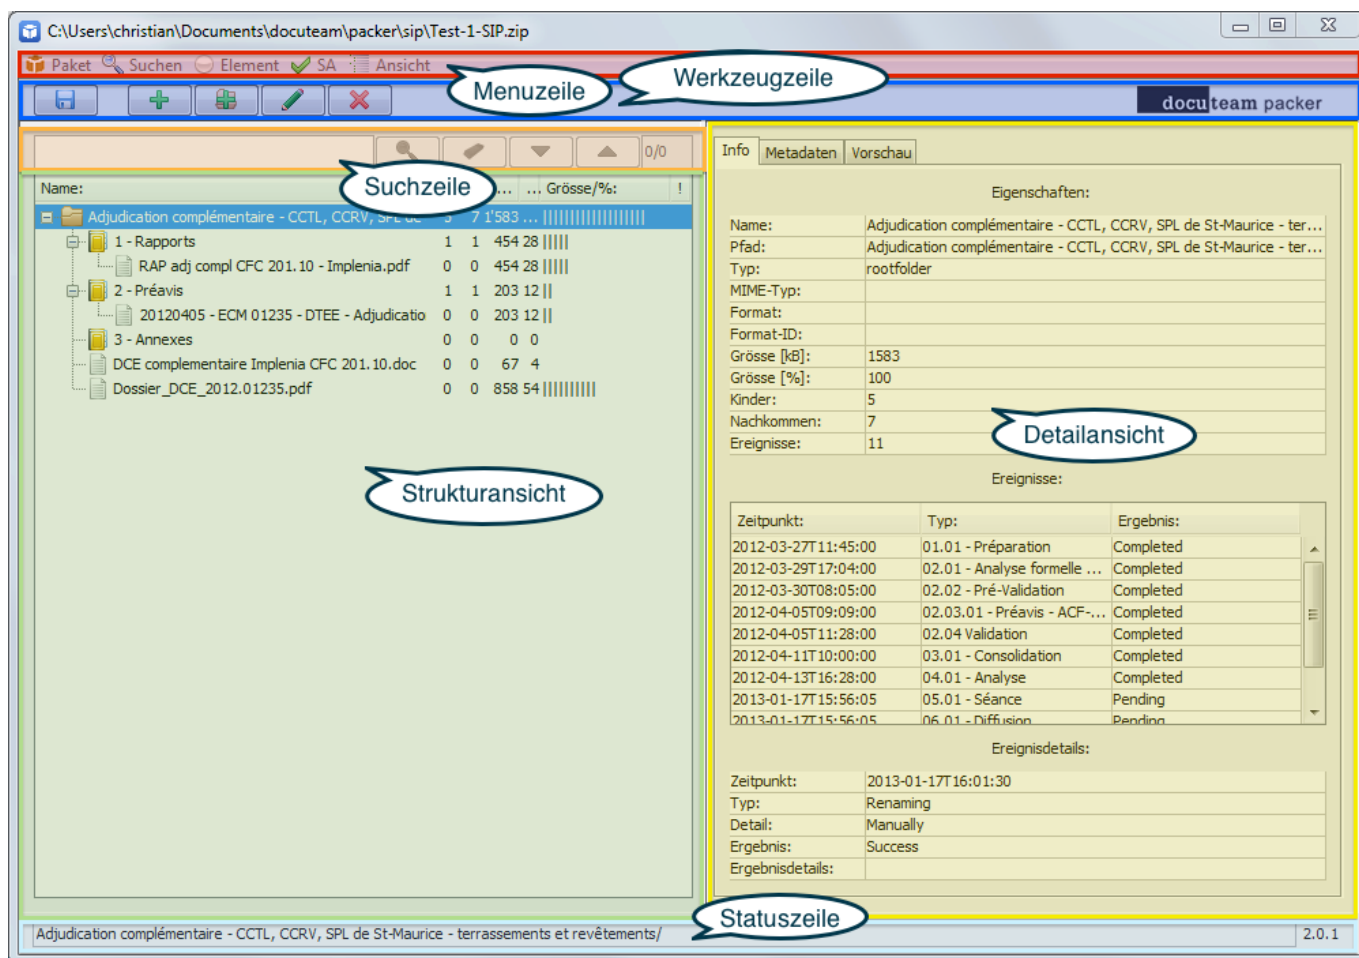 C:\Users\christian\Documents\docuteam\packer\sip\Test-1-SIP.zip
Paket Suchen Element SA Ansicht
Menuzeile
Werkzeugzeile
docuteam packer
0/0
Suchzeile
Name: ... ... Grösse/%: !
Adjudication complémentaire - CCTL, CCRV, SPL de 5 7 1'583 ...
1 - Rapports 1 1 454 28
RAP adj compl CFC 201.10 - Implenia.pdf 0 0 454 28
2 - Préavis 1 1 203 12
20120405 - ECM 01235 - DTEE - Adjudicatio 0 0 203 12
3 - Annexes 0 0 0 0
DCE complementaire Implenia CFC 201.10.doc 0 0 67 4
Dossier_DCE_2012.01235.pdf 0 0 858 54
Strukturansicht
Info Metadaten Vorschau
Eigenschaften:
Name: Adjudication complémentaire - CCTL, CCRV, SPL de St-Maurice - ter...
Pfad: Adjudication complémentaire - CCTL, CCRV, SPL de St-Maurice - ter...
Typ: rootfolder
MIME-Typ:
Format:
Format-ID:
Grösse [kB]: 1583
Grösse [%]: 100
Kinder: 5
Nachkommen: 7
Ereignisse: 11
Detailansicht
Ereignisse:
Zeitpunkt: Typ: Ergebnis:
2012-03-27T11:45:00 01.01 - Préparation Completed
2012-03-29T17:04:00 02.01 - Analyse formelle ... Completed
2012-03-30T08:05:00 02.02 - Pré-Validation Completed
2012-04-05T09:09:00 02.03.01 - Préavis - ACF-... Completed
2012-04-05T11:28:00 02.04 Validation Completed
2012-04-11T10:00:00 03.01 - Consolidation Completed
2012-04-13T16:28:00 04.01 - Analyse Completed
2013-01-17T15:56:05 05.01 - Séance Pending
2013-01-17T15:56:05 06.01 - Diffusion Pending
Ereignisdetails:
Zeitpunkt: 2013-01-17T16:01:30
Typ: Renaming
Detail: Manually
Ergebnis: Success
Ergebnisdetails:
Statuszeile
Adjudication complémentaire - CCTL, CCRV, SPL de St-Maurice - terrassements et revêtements/
2.0.1